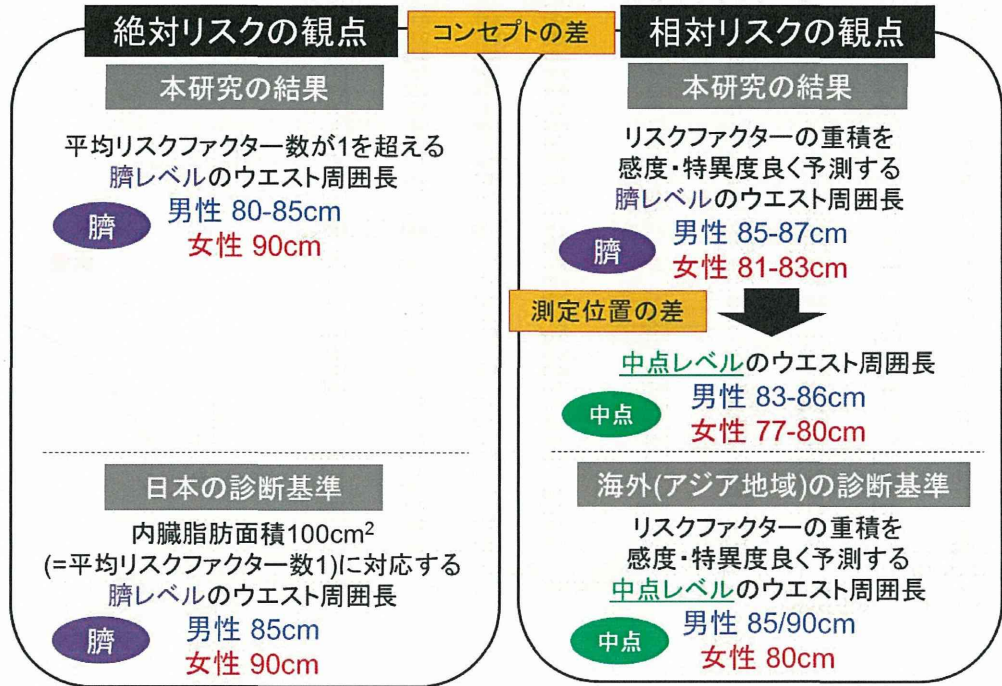 絶対リスクの観点
コンセプトの差
相対リスクの観点
本研究の結果
平均リスクファクター数が1を超える
臍レベルのウエスト周囲長
臍
男性 80-85cm
女性 90cm
本研究の結果
リスクファクターの重積を
感度・特異度良く予測する
臍レベルのウエスト周囲長
臍
男性 85-87cm
女性 81-83cm
測定位置の差
中点レベルのウエスト周囲長
中点
男性 83-86cm
女性 77-80cm
日本の診断基準
内臓脂肪面積100cm²
(=平均リスクファクター数1)に対応する
臍レベルのウエスト周囲長
臍
男性 85cm
女性 90cm
海外(アジア地域)の診断基準
リスクファクターの重積を
感度・特異度良く予測する
中点レベルのウエスト周囲長
中点
男性 85/90cm
女性 80cm